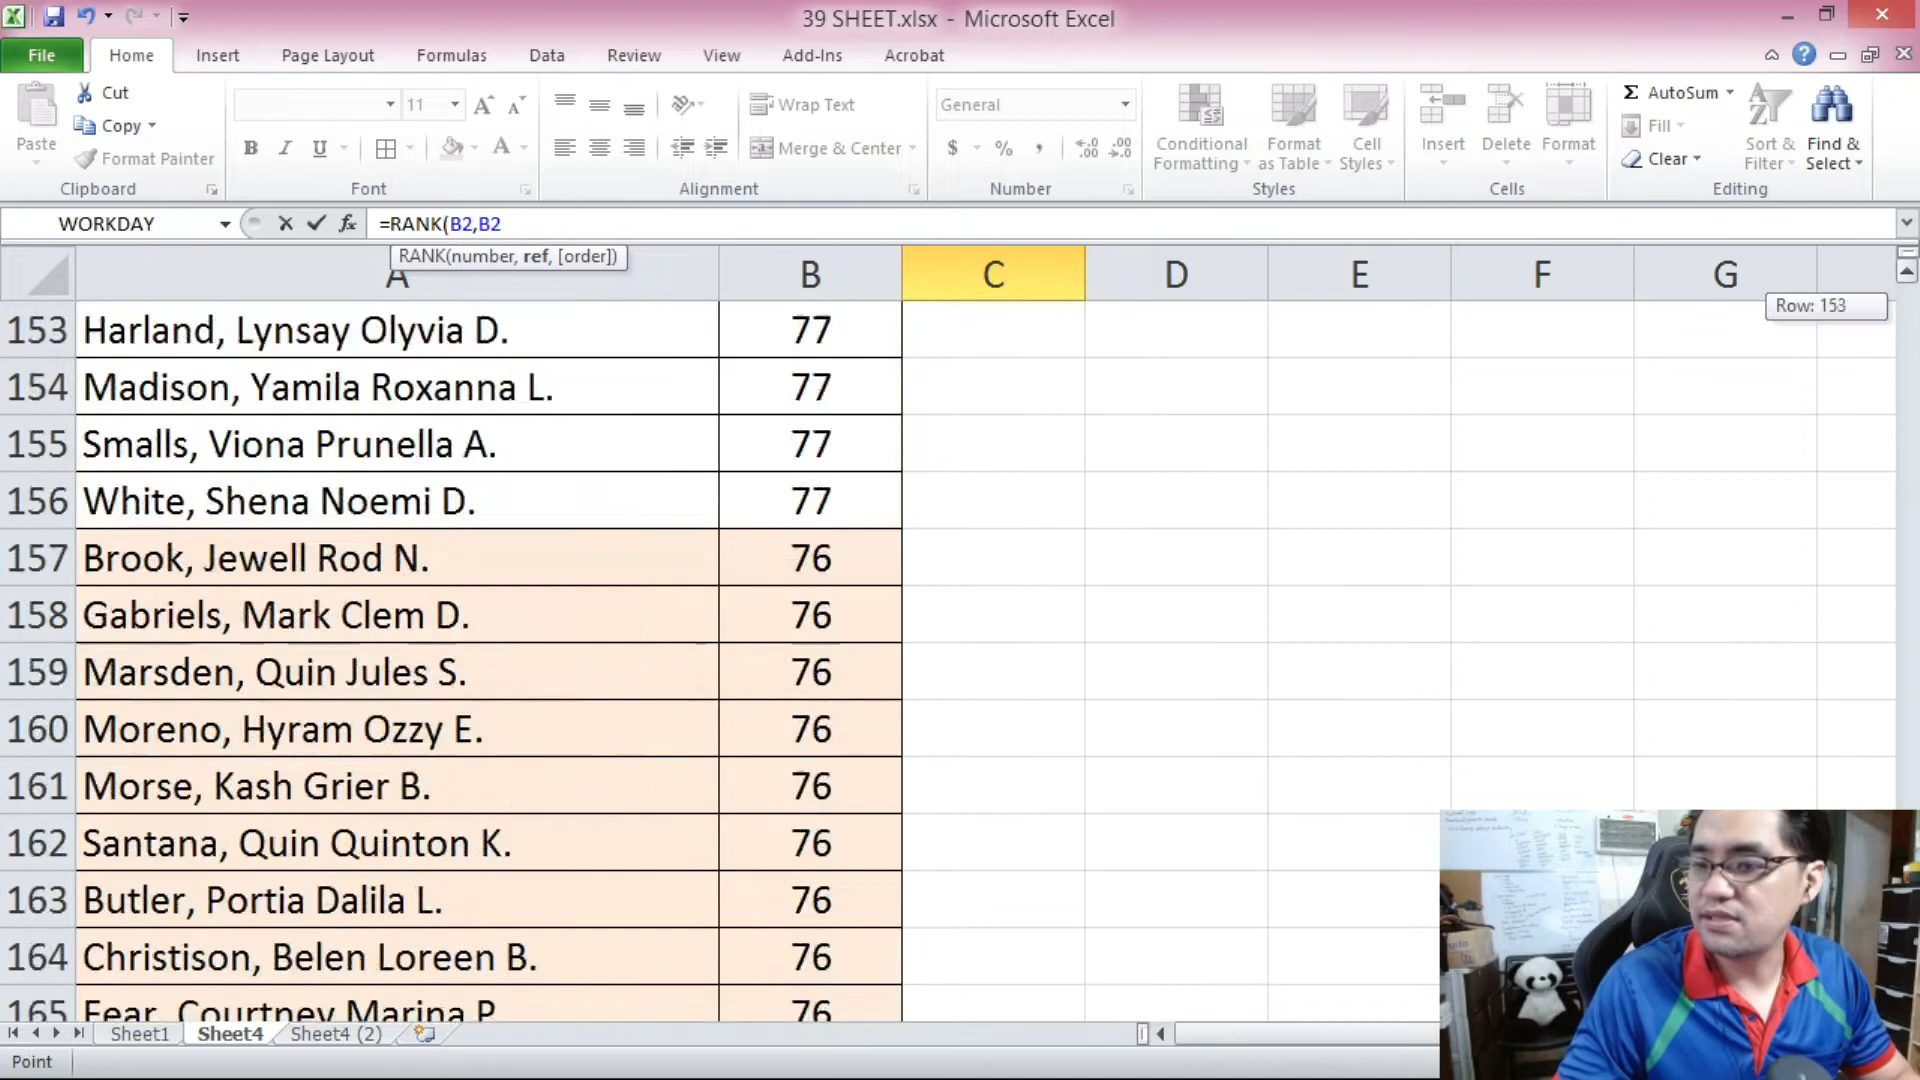 39 SHEET.xlsx - Microsoft Excel
File Home Insert Page Layout Formulas Data Review View Add-Ins Acrobat
Paste
Cut
Copy
Format Painter
Clipboard
11
B I U A
Font
Wrap Text
Merge & Center
Alignment
General
$ % ,
Number
Conditional Formatting
Format as Table
Cell Styles
Styles
Insert
Delete
Format
Cells
Σ AutoSum
Fill
Clear
Sort & Filter
Find & Select
Editing
WORKDAY fx =RANK(B2,B2
RANK(number, ref, [order])
A B C D E F G
Row: 153
153 Harland, Lynsay Olyvia D. 77
154 Madison, Yamila Roxanna L. 77
155 Smalls, Viona Prunella A. 77
156 White, Shena Noemi D. 77
157 Brook, Jewell Rod N. 76
158 Gabriels, Mark Clem D. 76
159 Marsden, Quin Jules S. 76
160 Moreno, Hyram Ozzy E. 76
161 Morse, Kash Grier B. 76
162 Santana, Quin Quinton K. 76
163 Butler, Portia Dalila L. 76
164 Christison, Belen Loreen B. 76
165 Fear, Courtney Marina P. 76
Sheet1 Sheet4 Sheet4 (2)
Point